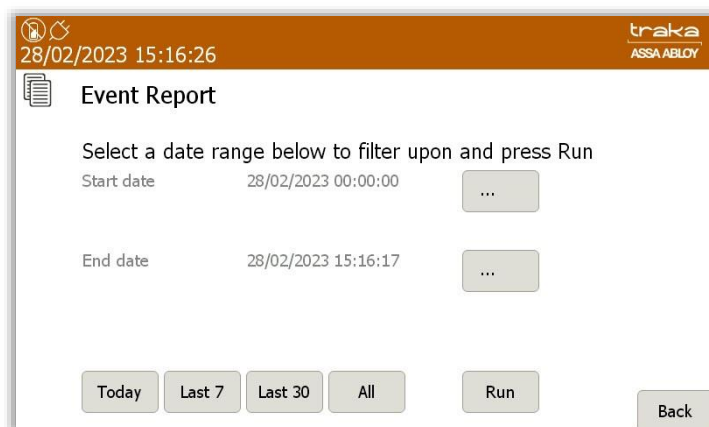 traka
28/02/2023 15:16:26
ASSA ABLOY
Event Report
Select a date range below to filter upon and press Run
Start date 28/02/2023 00:00:00 ...
End date 28/02/2023 15:16:17 ...
Today Last 7 Last 30 All Run
Back